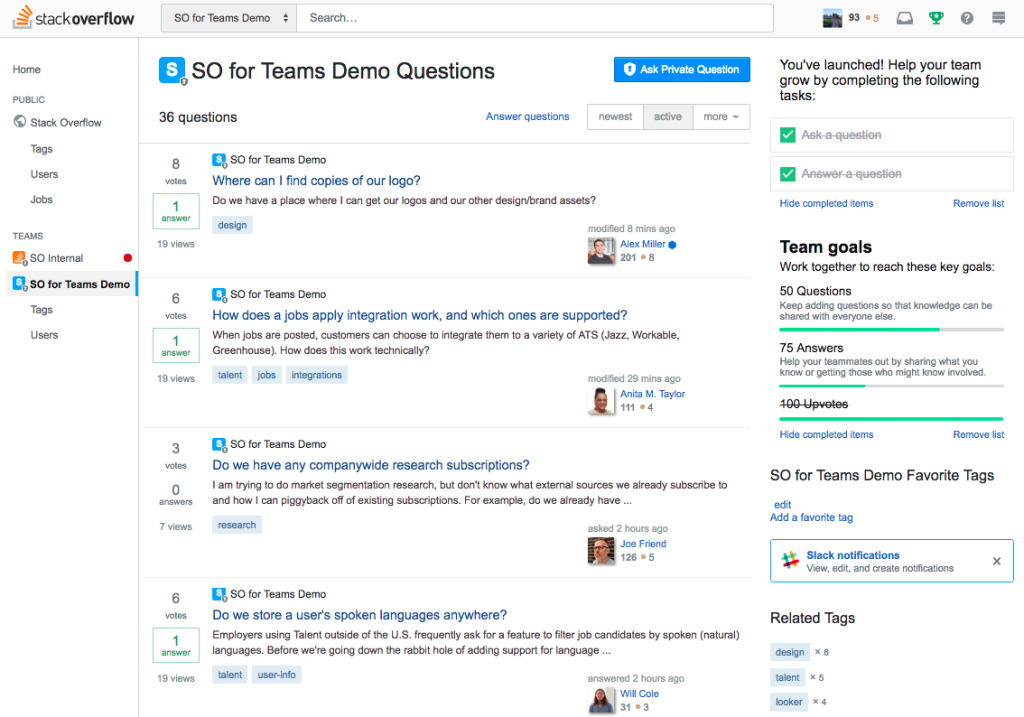 stackoverflow
SO for Teams Demo
Search...
93 5
Home
PUBLIC
Stack Overflow
Tags
Users
Jobs
TEAMS
SO Internal
SO for Teams Demo
Tags
Users
SO for Teams Demo Questions
Ask Private Question
36 questions
Answer questions
newest
active
more
8
votes
1
answer
19 views
SO for Teams Demo
Where can I find copies of our logo?
Do we have a place where I can get our logos and our other design/brand assets?
design
modified 8 mins ago
Alex Miller
201 8
6
votes
1
answer
19 views
SO for Teams Demo
How does a jobs apply integration work, and which ones are supported?
When jobs are posted, customers can choose to integrate them to a variety of ATS (Jazz, Workable,
Greenhouse). How does this work technically?
talent jobs integrations
modified 29 mins ago
Anita M. Taylor
111 4
3
votes
0
answers
7 views
SO for Teams Demo
Do we have any companywide research subscriptions?
I am trying to do market segmentation research, but don't know what external sources we already subscribe to
and how I can piggyback off of existing subscriptions. For example, do we already have ...
research
asked 2 hours ago
Joe Friend
126 5
6
votes
1
answer
19 views
SO for Teams Demo
Do we store a user's spoken languages anywhere?
Employers using Talent outside of the U.S. frequently ask for a feature to filter job candidates by spoken (natural)
languages. Before we're going down the rabbit hole of adding support for language ...
talent user-info
answered 2 hours ago
Will Cole
31 3
You've launched! Help your team
grow by completing the following
tasks:
Ask a question
Answer a question
Hide completed items Remove list
Team goals
Work together to reach these key goals:
50 Questions
Keep adding questions so that knowledge can be
shared with everyone else.
75 Answers
Help your teammates out by sharing what you
know or getting those who might know involved.
100 Upvotes
Hide completed items Remove list
SO for Teams Demo Favorite Tags
edit
Add a favorite tag
Slack notifications
View, edit, and create notifications
Related Tags
design × 6
talent × 5
looker × 4